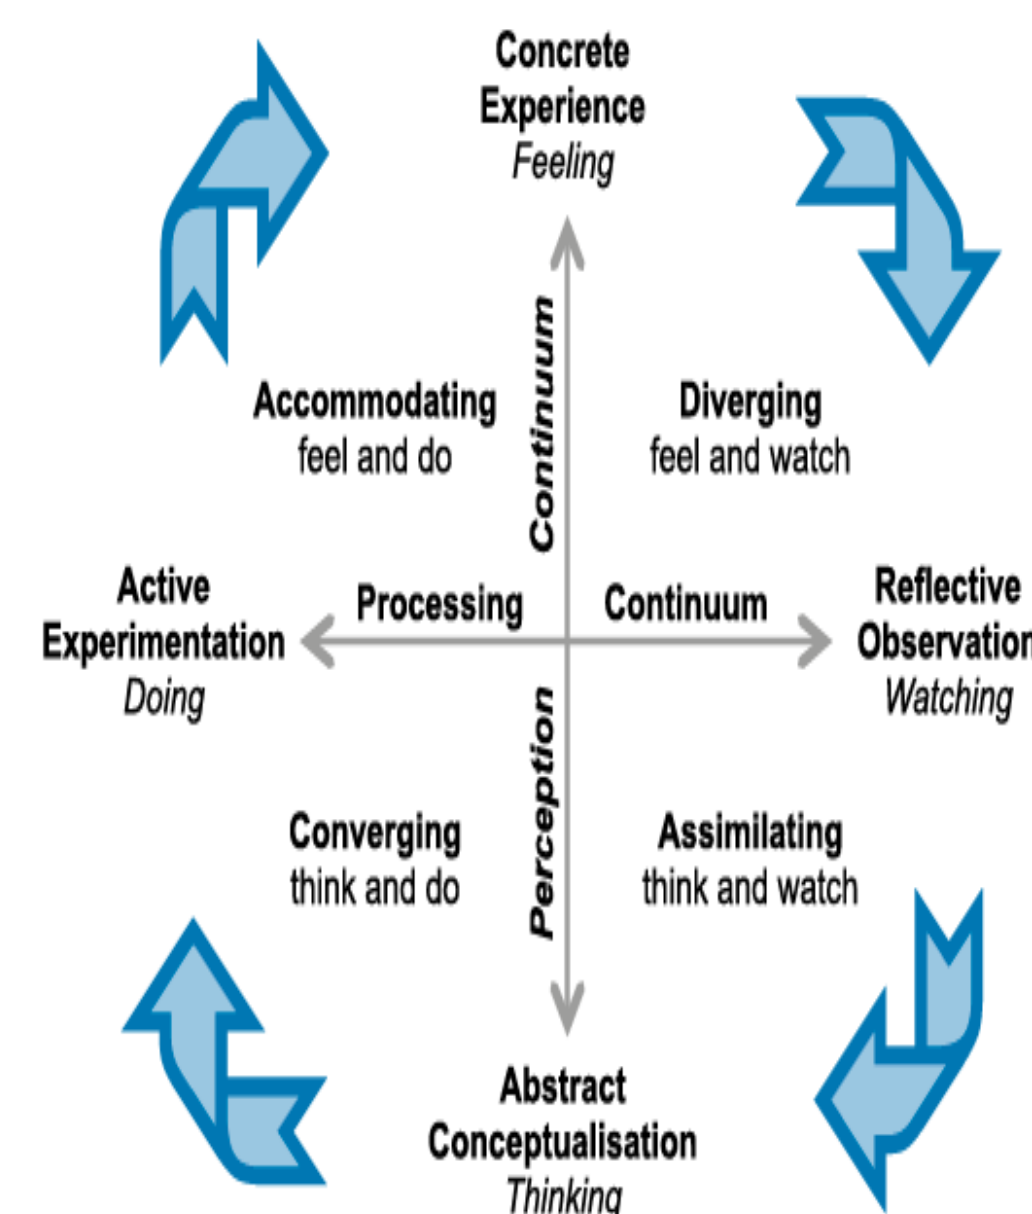 Concrete
Experience
Feeling
Continuum
Accommodating
feel and do
Diverging
feel and watch
Active
Experimentation
Doing
Processing
Continuum
Reflective
Observation
Watching
Perception
Converging
think and do
Assimilating
think and watch
Abstract
Conceptualisation
Thinking